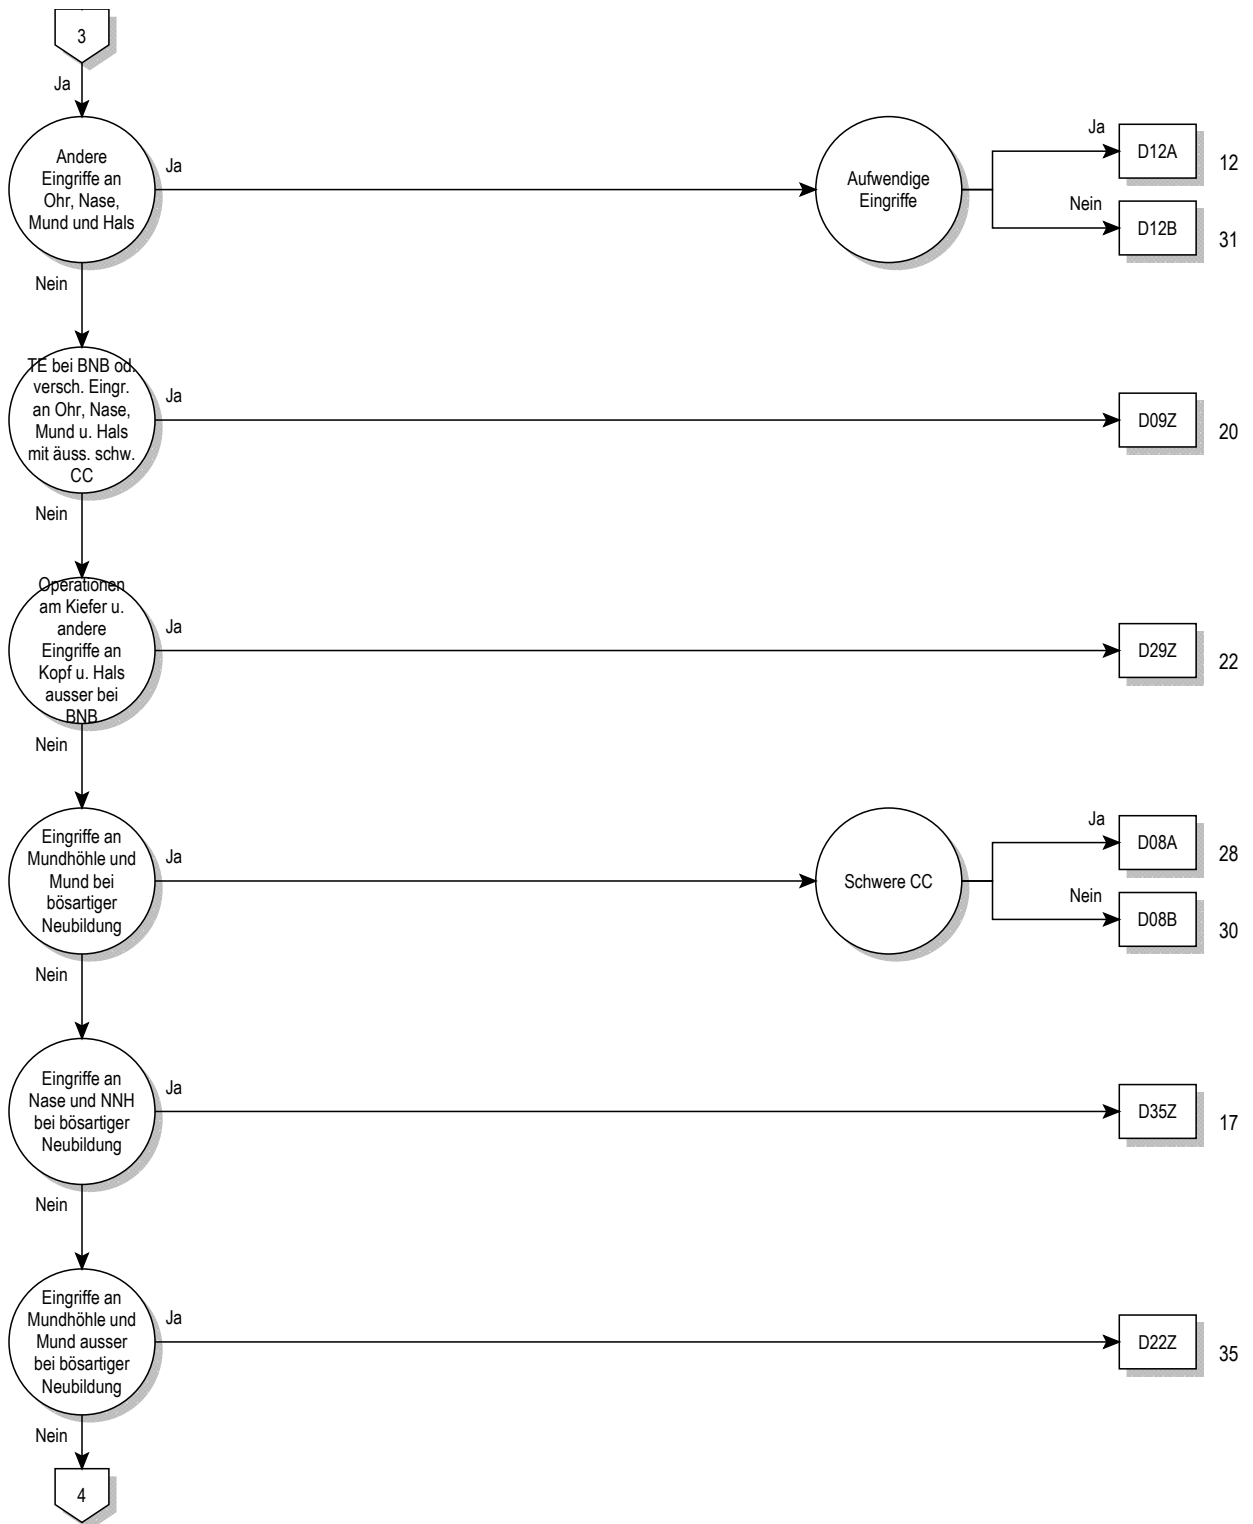 3
Ja
Andere
Eingriffe an
Ohr, Nase,
Mund und Hals
Ja
Aufwendige
Eingriffe
Ja
D12A
12
Nein
D12B
31
Nein
TE bei BNB od.
versch. Eingr.
an Ohr, Nase,
Mund u. Hals
mit äuss. schw.
CC
Ja
D09Z
20
Nein
Operationen
am Kiefer u.
andere
Eingriffe an
Kopf u. Hals
ausser bei
BNB
Ja
D29Z
22
Nein
Eingriffe an
Mundhöhle und
Mund bei
bösartiger
Neubildung
Ja
Schwere CC
Ja
D08A
28
Nein
D08B
30
Nein
Eingriffe an
Nase und NNH
bei bösartiger
Neubildung
Ja
D35Z
17
Nein
Eingriffe an
Mundhöhle und
Mund ausser
bei bösartiger
Neubildung
Ja
D22Z
35
Nein
4